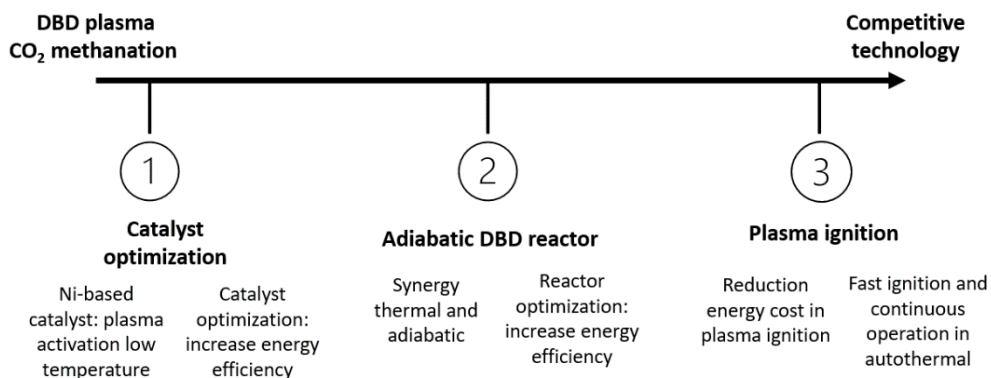 DBD plasma
CO₂ methanation
Competitive
technology
1
2
3
Catalyst
optimization
Adiabatic DBD reactor
Plasma ignition
Ni-based
catalyst: plasma
activation low
temperature
Catalyst
optimization:
increase energy
efficiency
Synergy
thermal and
adiabatic
Reactor
optimization:
increase energy
efficiency
Reduction
energy cost in
plasma ignition
Fast ignition and
continuous
operation in
autothermal